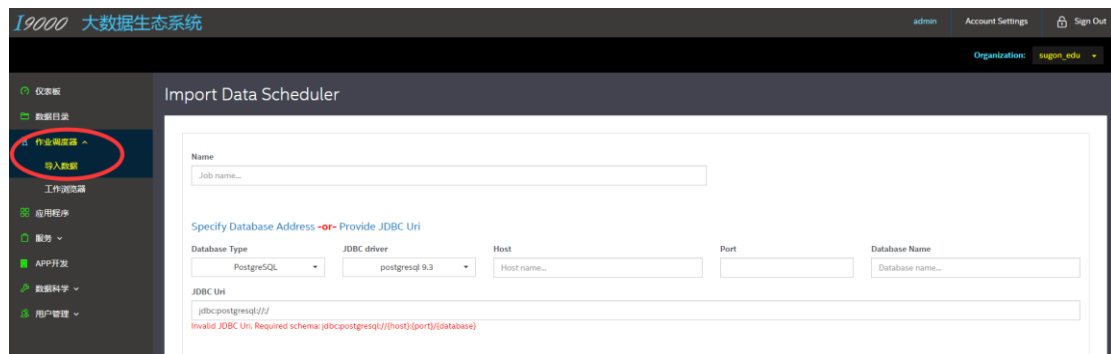 I9000 大数据生态系统
admin Account Settings Sign Out
Organization: sugon_edu
仪表板
Import Data Scheduler
数据目录
作业调度器
导入数据
工作浏览器
应用程序
服务
APP开发
数据科学
用户管理
Name
Job name...
Specify Database Address -or- Provide JDBC Uri
Database Type JDBC driver Host Port Database Name
PostgreSQL postgresql 9.3 Host name... Database name...
JDBC Uri
jdbc:postgresql://:/
Invalid JDBC Uri. Required schema: jdbc:postgresql://{host}:{port}/{database}